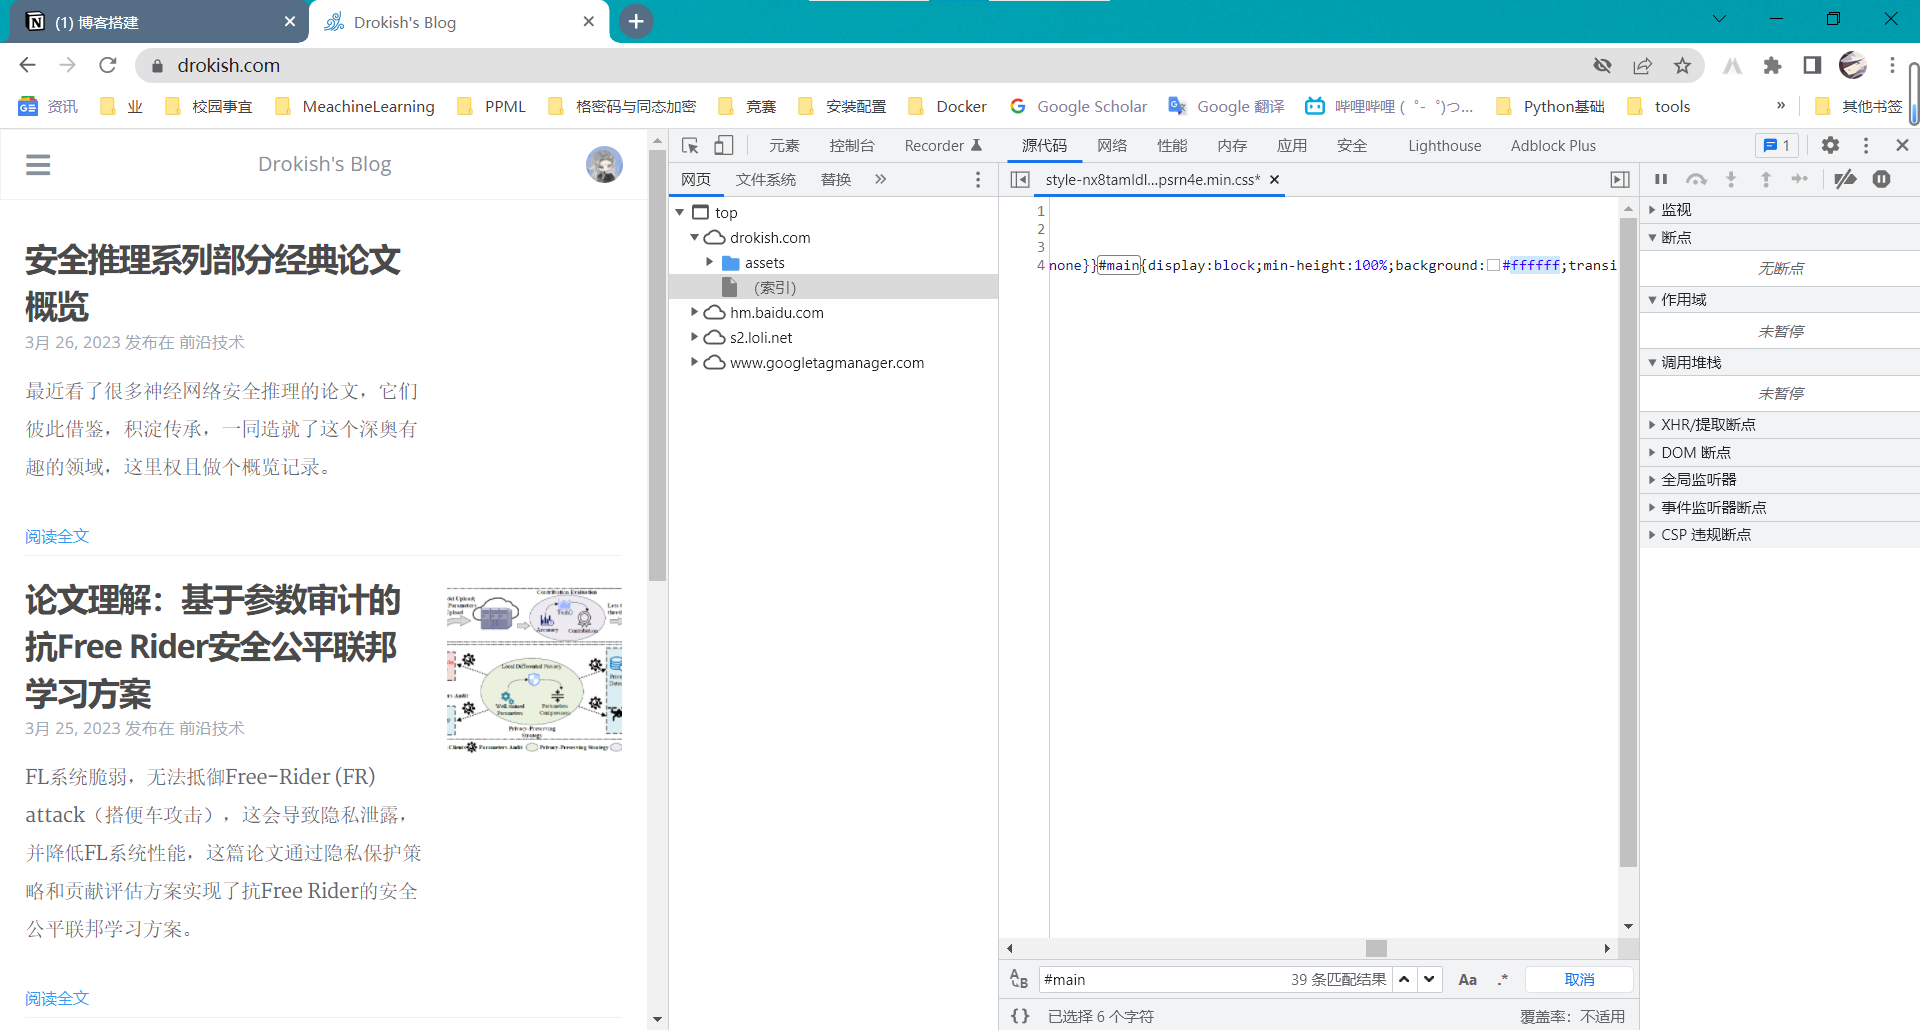 (1) 博客搭建
Drokish's Blog
drokish.com
资讯
业
校园事宜
MeachineLearning
PPML
格密码与同态加密
竞赛
安装配置
Docker
Google Scholar
Google 翻译
哔哩哔哩 ( ゜- ゜)つ...
Python基础
tools
»
其他书签
Drokish's Blog
安全推理系列部分经典论文
概览
3月 26, 2023 发布在 前沿技术
最近看了很多神经网络安全推理的论文，它们
彼此借鉴，积淀传承，一同造就了这个深奥有
趣的领域，这里权且做个概览记录。
阅读全文
论文理解：基于参数审计的
抗Free Rider安全公平联邦
学习方案
3月 25, 2023 发布在 前沿技术
Contribution Evaluation
Accuracy
Contribution
Local Differential Privacy
Well-tuned
Parameters
Parameters
Compression
Privacy-Preserving
Strategy
Parameters Audit
Privacy-Preserving Strategy
FL系统脆弱，无法抵御Free-Rider (FR)
attack（搭便车攻击），这会导致隐私泄露，
并降低FL系统性能，这篇论文通过隐私保护策
略和贡献评估方案实现了抗Free Rider的安全
公平联邦学习方案。
阅读全文
元素
控制台
Recorder
源代码
网络
性能
内存
应用
安全
Lighthouse
Adblock Plus
1
网页
文件系统
替换
»
top
drokish.com
assets
(索引)
hm.baidu.com
s2.loli.net
www.googletagmanager.com
style-nx8tamldl...psrn4e.min.css*
1
2
3
4 none}}#main{display:block;min-height:100%;background:#ffffff;transi
#main
39 条匹配结果
Aa
.*
取消
{ }
已选择 6 个字符
覆盖率：不适用
监视
断点
无断点
作用域
未暂停
调用堆栈
未暂停
XHR/提取断点
DOM 断点
全局监听器
事件监听器断点
CSP 违规断点